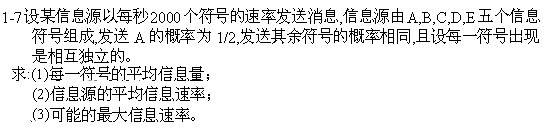 1-7设某信息源以每秒2000个符号的速率发送消息,信息源由A,B,C,D,E五个信息
符号组成,发送 A 的概率为 1/2,发送其余符号的概率相同,且设每一符号出现
是相互独立的。
求:(1)每一符号的平均信息量；
(2)信息源的平均信息速率；
(3)可能的最大信息速率。